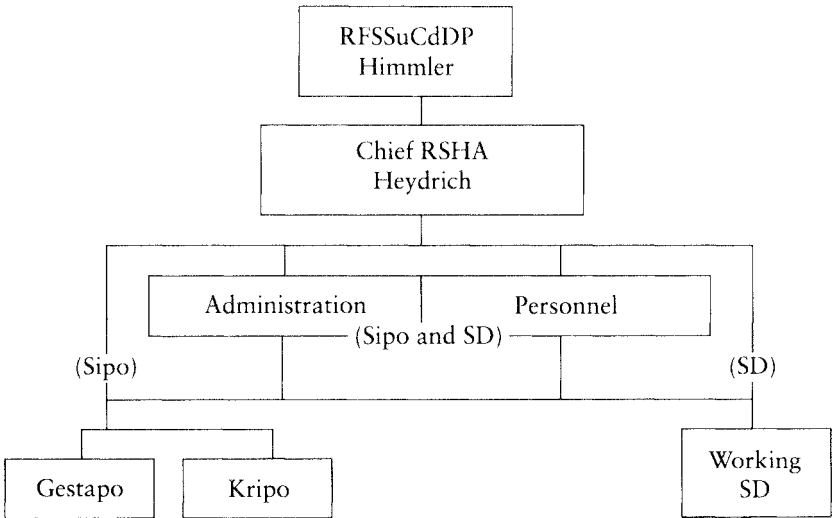 RFSSuCdDP
Himmler
Chief RSHA
Heydrich
Administration
Personnel
(Sipo and SD)
(Sipo)
(SD)
Gestapo
Kripo
Working
SD